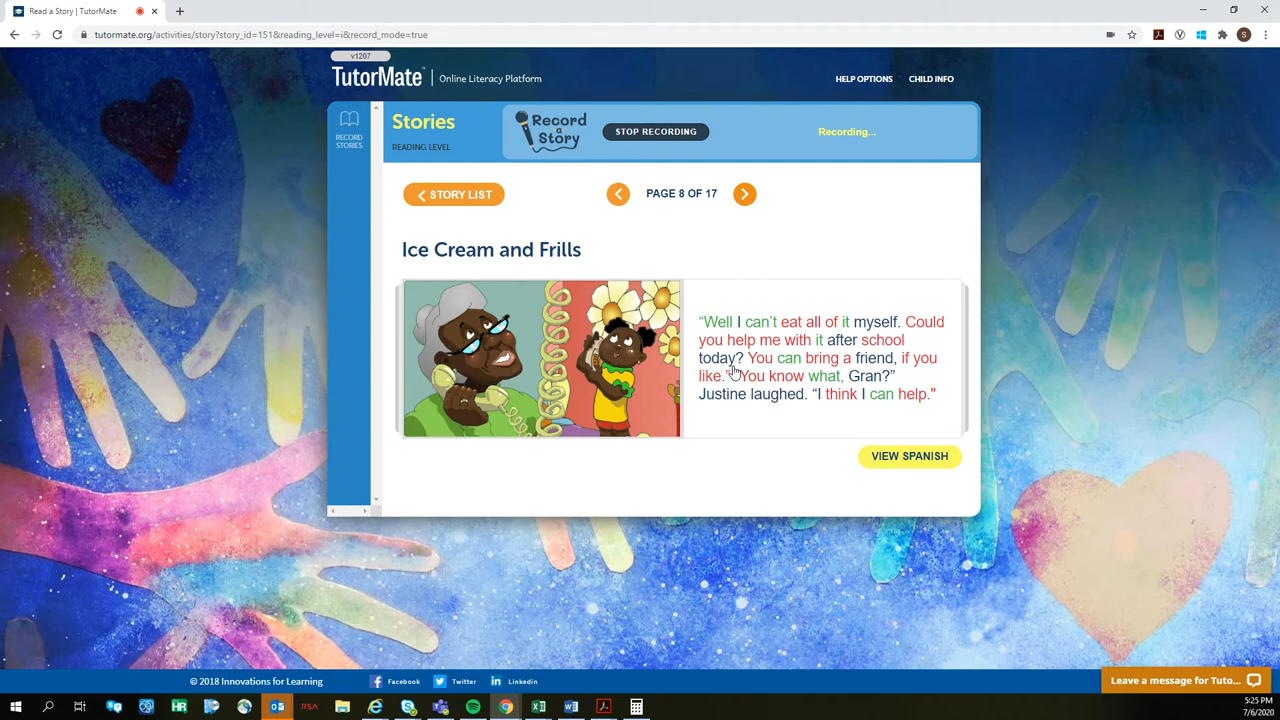 Read a Story | TutorMate
tutormate.org/activities/story?story_id=151&reading_level=i&record_mode=true
S
v1207
TutorMate™ | Online Literacy Platform
HELP OPTIONS CHILD INFO
RECORD
STORIES
Stories
READING LEVEL
Record
a
Story
STOP RECORDING
Recording...
STORY LIST
PAGE 8 OF 17
Ice Cream and Frills
“Well I can’t eat all of it myself. Could
you help me with it after school
today? You can bring a friend, if you
like.” “You know what, Gran?”
Justine laughed. “I think I can help."
VIEW SPANISH
© 2018 Innovations for Learning
Facebook
Twitter
Linkedin
Leave a message for Tuto...
HR
RSA
5:25 PM
7/6/2020